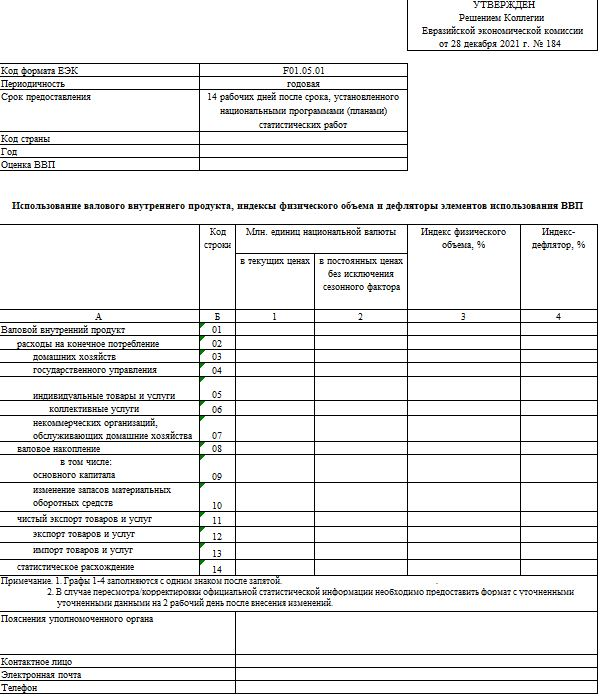 УТВЕРЖДЕН
Решением Коллегии
Евразийской экономической комиссии
от 28 декабря 2021 г. № 184
Код формата ЕЭК F01.05.01
Периодичность годовая
Срок предоставления 14 рабочих дней после срока, установленного
национальными программами (планами)
статистических работ
Код страны
Год
Оценка ВВП
Использование валового внутреннего продукта, индексы физического объема и дефляторы элементов использования ВВП
Код Млн. единиц национальной валюты Индекс физического Индекс-
строки объема, % дефлятор, %
в текущих ценах в постоянных ценах
без исключения
сезонного фактора
А Б 1 2 3 4
Валовой внутренний продукт 01
расходы на конечное потребление 02
домашних хозяйств 03
государственного управления 04
индивидуальные товары и услуги 05
коллективные услуги 06
некоммерческих организаций,
обслуживающих домашние хозяйства 07
валовое накопление 08
в том числе:
основного капитала 09
изменение запасов материальных
оборотных средств 10
чистый экспорт товаров и услуг 11
экспорт товаров и услуг 12
импорт товаров и услуг 13
статистическое расхождение 14
Примечание. 1. Графы 1-4 заполняются с одним знаком после запятой.
2. В случае пересмотра/корректировки официальной статистической информации необходимо предоставить формат с уточненными
уточненными данными на 2 рабочий день после внесения изменений.
Пояснения уполномоченного органа
Контактное лицо
Электронная почта
Телефон